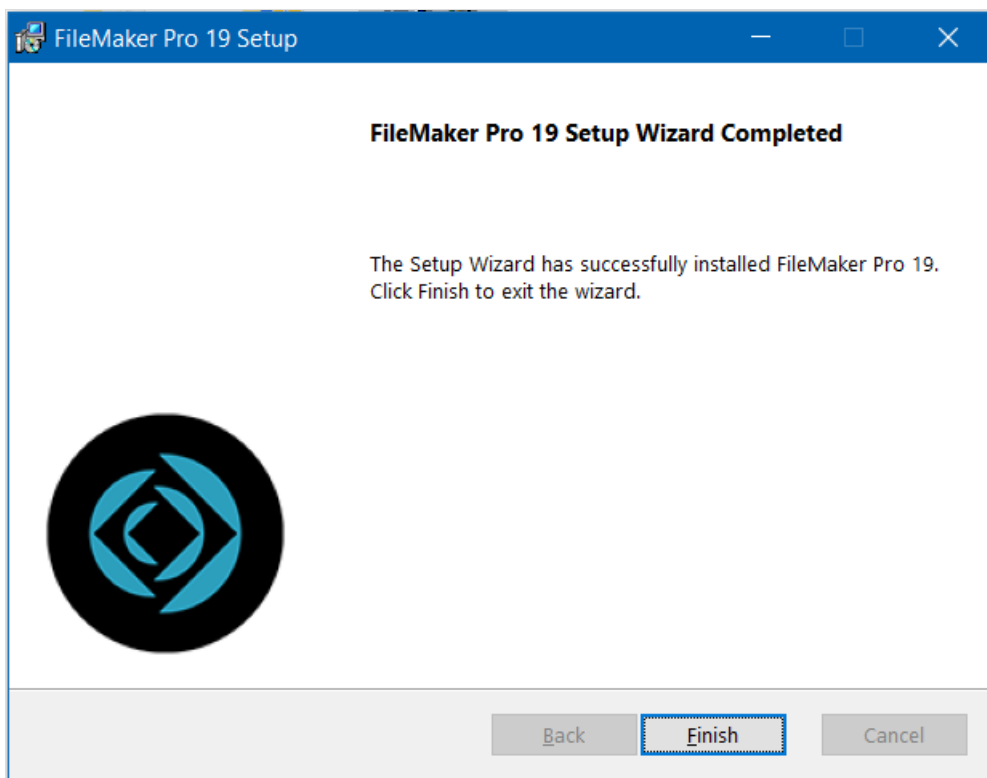 FileMaker Pro 19 Setup
FileMaker Pro 19 Setup Wizard Completed
The Setup Wizard has successfully installed FileMaker Pro 19.
Click Finish to exit the wizard.
Back
Finish
Cancel